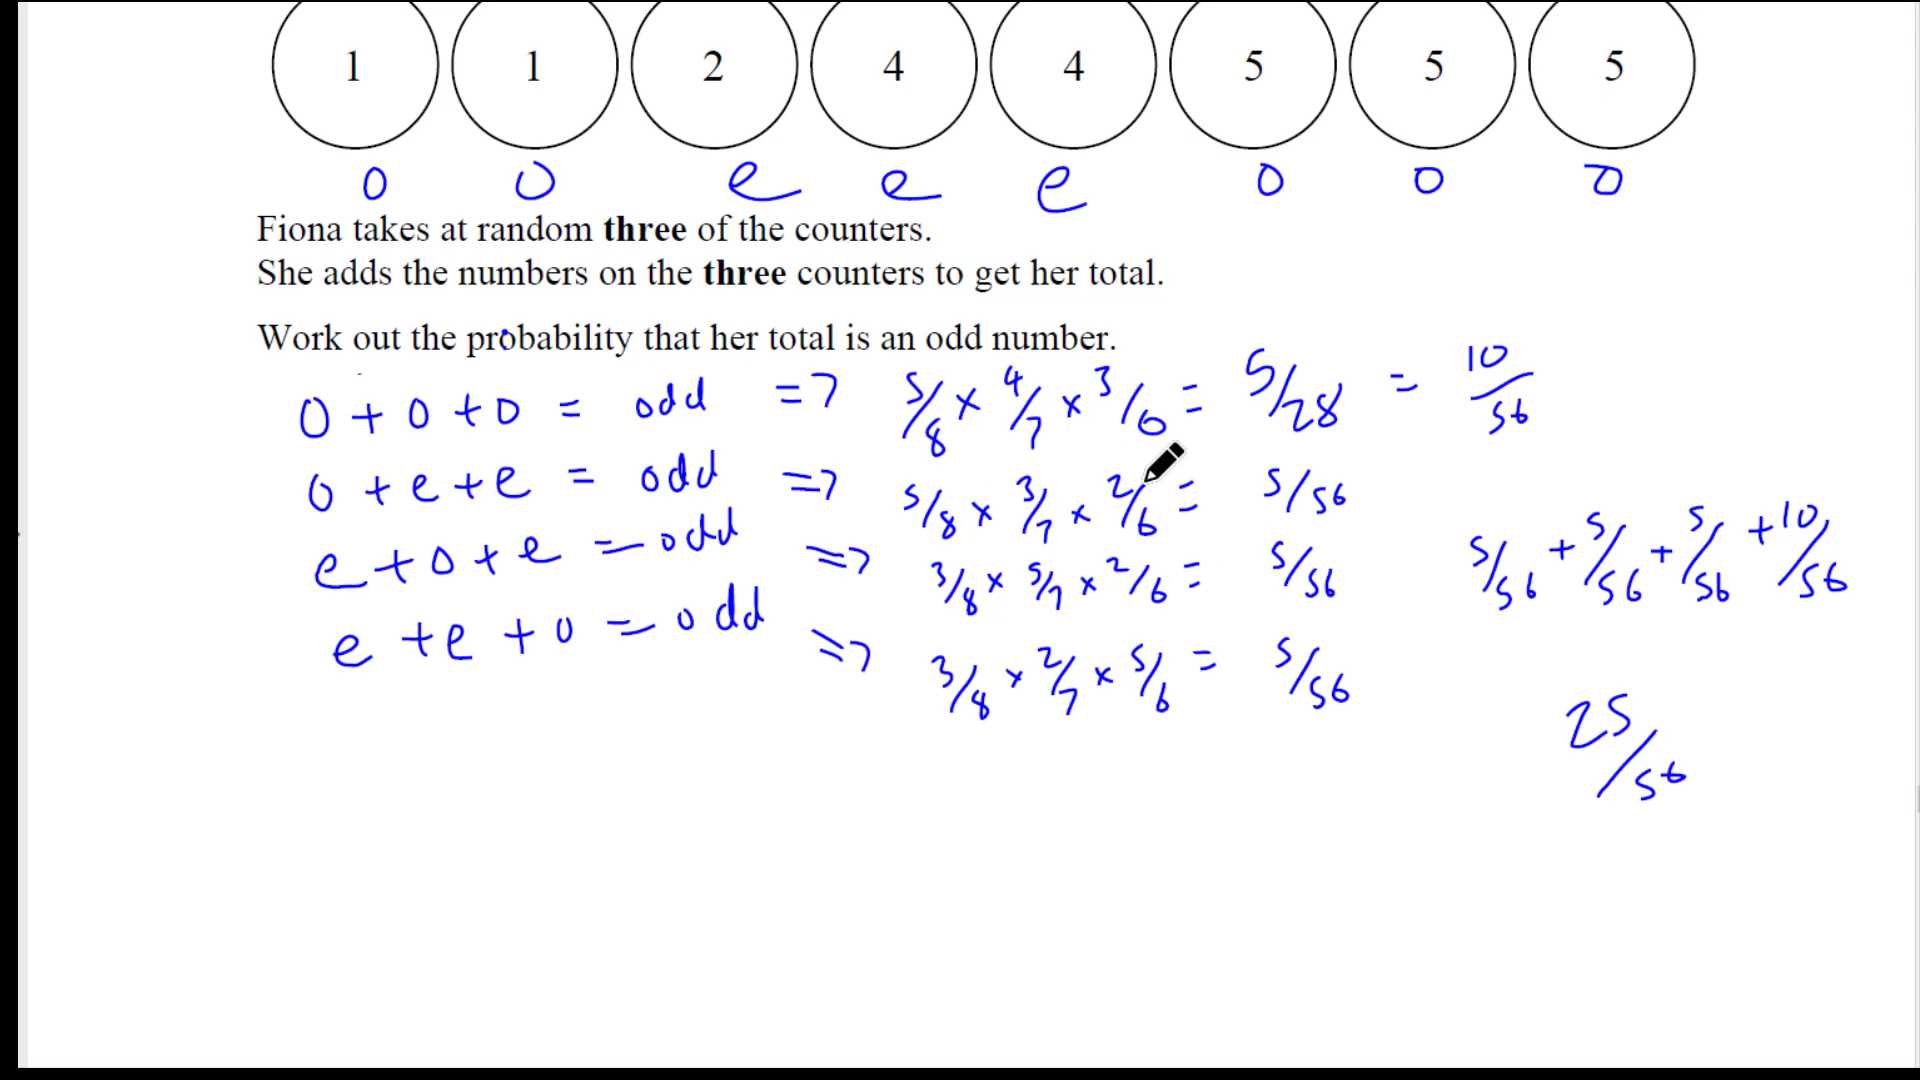 1 1 2 4 4 5 5 5
o o e e e o o o
Fiona takes at random three of the counters.
She adds the numbers on the three counters to get her total.
Work out the probability that her total is an odd number.
o + o + o = odd => 5/8 × 4/7 × 3/6 = 5/28 = 10/56
o + e + e = odd => 5/8 × 3/7 × 2/6 = 5/56
e + o + e = odd => 3/8 × 5/7 × 2/6 = 5/56
e + e + o = odd => 3/8 × 2/7 × 5/6 = 5/56
5/56 + 5/56 + 5/56 + 10/56
25/56